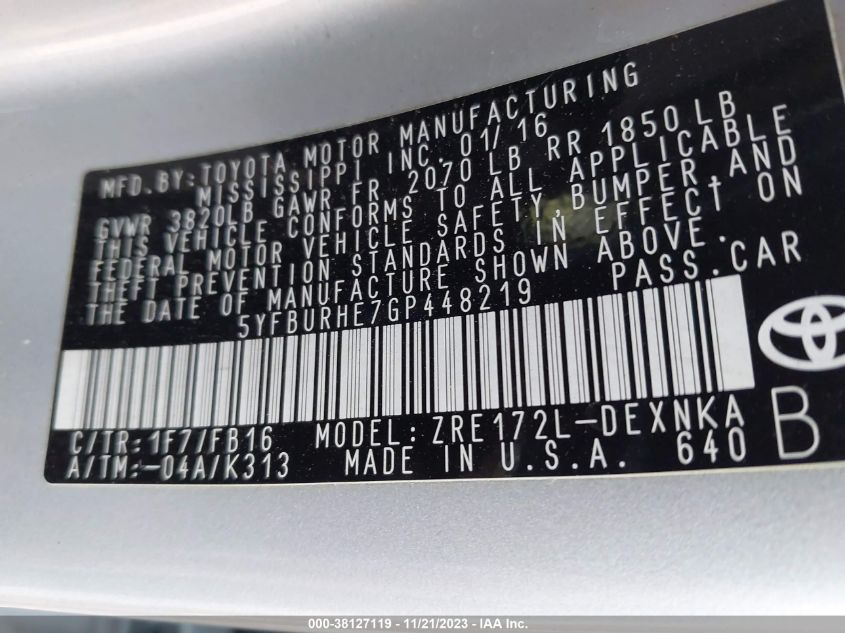 MFD. BY: TOYOTA MOTOR MANUFACTURING
MISSISSIPPI INC. 01/16
GVWR 3820LB GAWR FR 2070 LB RR 1850 LB
THIS VEHICLE CONFORMS TO ALL APPLICABLE
FEDERAL MOTOR VEHICLE SAFETY, BUMPER, AND
THEFT PREVENTION STANDARDS IN EFFECT ON
THE DATE OF MANUFACTURE SHOWN ABOVE.
5YFBURHE7GP448219 PASS. CAR
C/TR: 1F7/FB16 MODEL: ZRE172L-DEXNKA
A/TM: -04A/K313 MADE IN U.S.A. 640 B
000-38127119 - 11/21/2023 - IAA Inc.